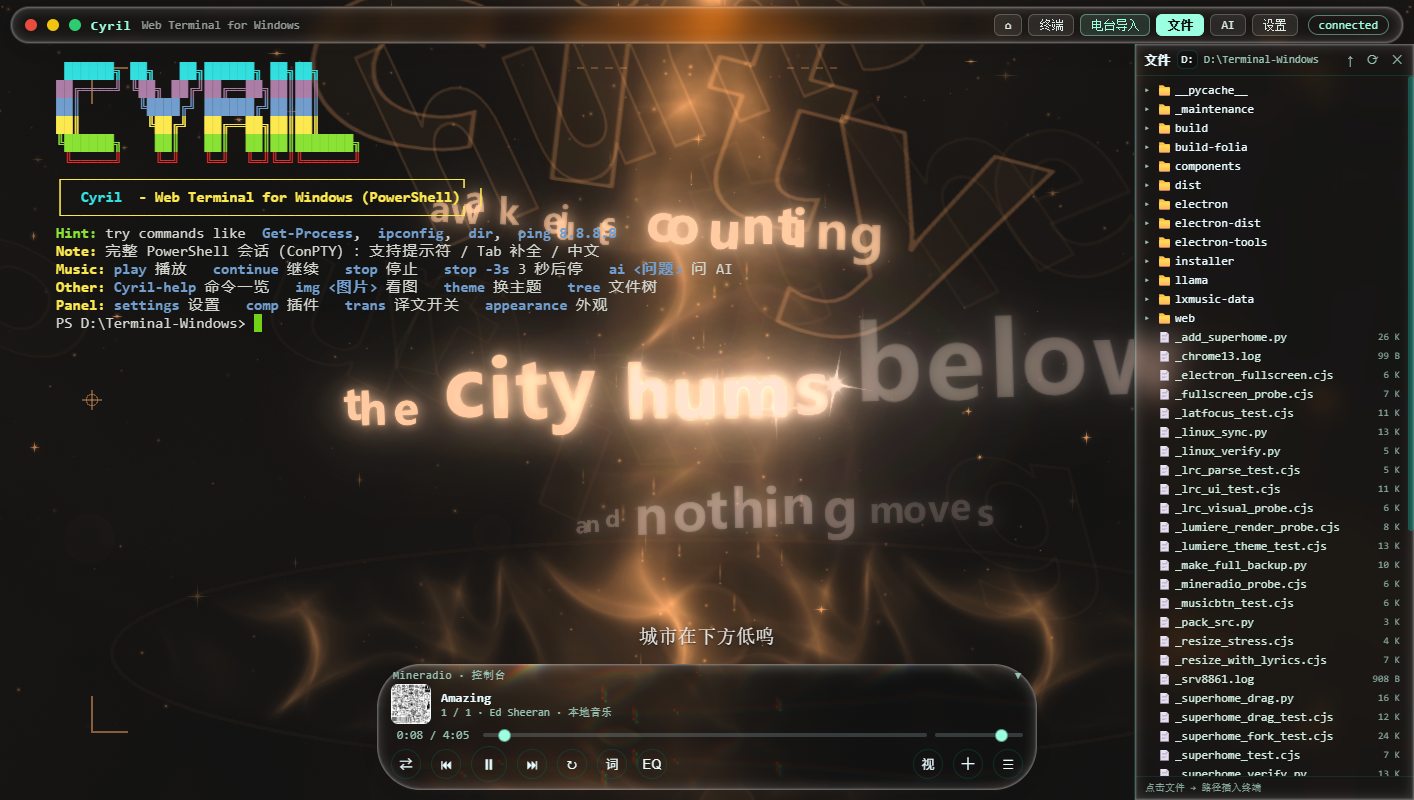 Cyril Web Terminal for Windows
⌂ 终端 电台导入 文件 AI 设置 connected
CYRIL
Cyril - Web Terminal for Windows (PowerShell)
Hint: try commands like Get-Process, ipconfig, dir, ping 8.8.8.8
Note: 完整 PowerShell 会话 (ConPTY) : 支持提示符 / Tab 补全 / 中文
Music: play 播放 continue 继续 stop 停止 stop -3s 3 秒后停 ai <问题> 问 AI
Other: Cyril-help 命令一览 img <图片> 看图 theme 换主题 tree 文件树
Panel: settings 设置 comp 插件 trans 译文开关 appearance 外观
PS D:\Terminal-Windows>
counting
the city hums below
and nothing moves
城市在下方低鸣
Mineradio · 控制台 ▼
Amazing
1 / 1 · Ed Sheeran · 本地音乐
0:08 / 4:05
词 EQ 视
文件 D: D:\Terminal-Windows ↑ ⟳ ×
__pycache__
_maintenance
build
build-folia
components
dist
electron
electron-dist
electron-tools
installer
llama
lxmusic-data
web
_add_superhome.py 26 K
_chrome13.log 99 B
_electron_fullscreen.cjs 6 K
_fullscreen_probe.cjs 7 K
_latfocus_test.cjs 11 K
_linux_sync.py 13 K
_linux_verify.py 5 K
_lrc_parse_test.cjs 5 K
_lrc_ui_test.cjs 11 K
_lrc_visual_probe.cjs 6 K
_lumiere_render_probe.cjs 8 K
_lumiere_theme_test.cjs 13 K
_make_full_backup.py 10 K
_mineradio_probe.cjs 6 K
_musicbtn_test.cjs 6 K
_pack_src.py 3 K
_resize_stress.cjs 4 K
_resize_with_lyrics.cjs 7 K
_srv8861.log 908 B
_superhome_drag.py 16 K
_superhome_drag_test.cjs 12 K
_superhome_fork_test.cjs 24 K
_superhome_test.cjs 7 K
_superhome_verify.py 13 K
点击文件 → 路径插入终端